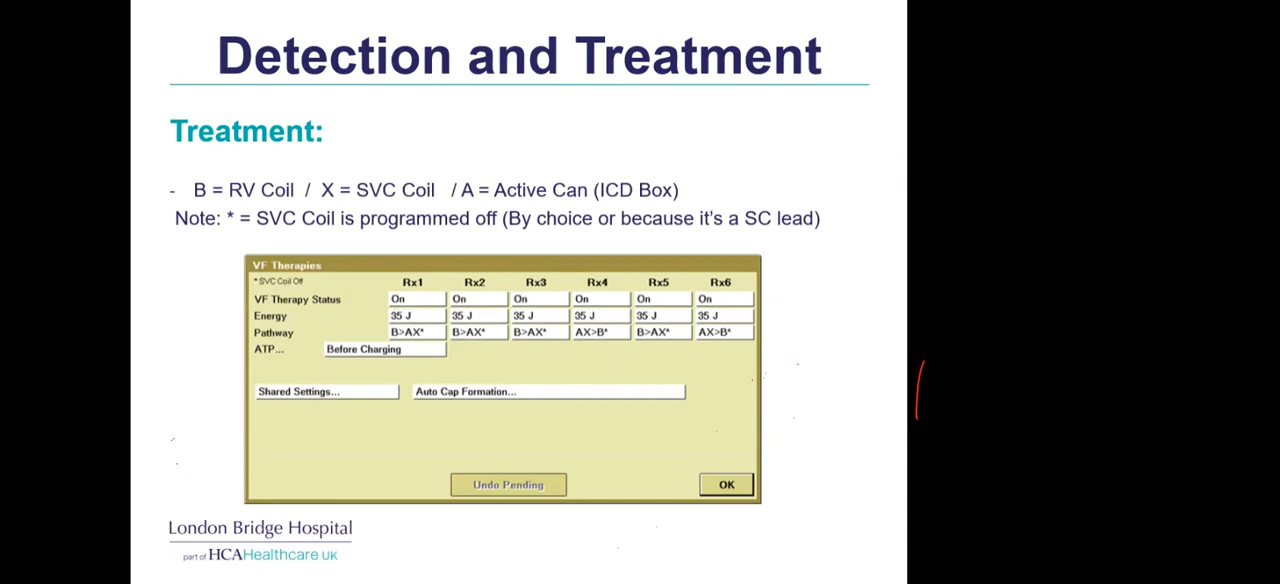 Detection and Treatment
Treatment:
- B = RV Coil / X = SVC Coil / A = Active Can (ICD Box)
Note: * = SVC Coil is programmed off (By choice or because it's a SC lead)
VF Therapies
* SVC Coil Off Rx1 Rx2 Rx3 Rx4 Rx5 Rx6
VF Therapy Status On On On On On On
Energy 35 J 35 J 35 J 35 J 35 J 35 J
Pathway B>AX* B>AX* B>AX* AX>B* B>AX* AX>B*
ATP... Before Charging
Shared Settings... Auto Cap Formation...
Undo Pending OK
London Bridge Hospital
part of HCAHealthcare UK